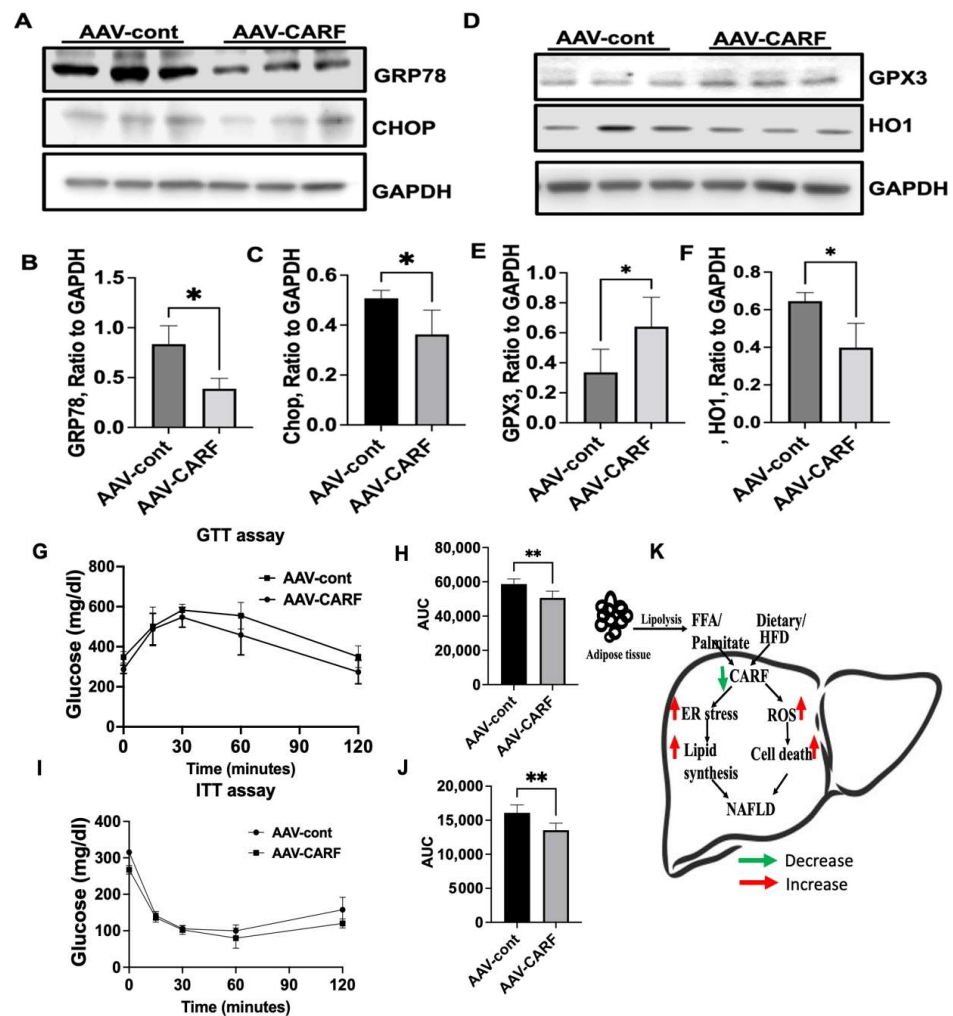 A
AAV-cont AAV-CARF
GRP78
CHOP
GAPDH
D
AAV-cont AAV-CARF
GPX3
HO1
GAPDH
B
GRP78, Ratio to GAPDH
1.5
1.0
0.5
0.0
*
AAV-cont
AAV-CARF
C
Chop, Ratio to GAPDH
0.6
0.4
0.2
0.0
*
AAV-cont
AAV-CARF
E
GPX3, Ratio to GAPDH
1.0
0.8
0.6
0.4
0.2
0.0
*
AAV-cont
AAV-CARF
F
, HO1, Ratio to GAPDH
0.8
0.6
0.4
0.2
0.0
*
AAV-cont
AAV-CARF
G
GTT assay
Glucose (mg/dl)
800
600
400
200
0
AAV-cont
AAV-CARF
0 30 60 90 120
Time (minutes)
H
AUC
80,000
60,000
40,000
20,000
0
**
AAV-cont
AAV-CARF
I
ITT assay
Glucose (mg/dl)
400
300
200
100
0
AAV-cont
AAV-CARF
0 30 60 90 120
Time (minutes)
J
AUC
20,000
15,000
10,000
5000
0
**
AAV-cont
AAV-CARF
K
Adipose tissue
Lipolysis
FFA/
Palmitate
Dietary/
HFD
CARF
ER stress
ROS
Lipid
synthesis
Cell death
NAFLD
Decrease
Increase